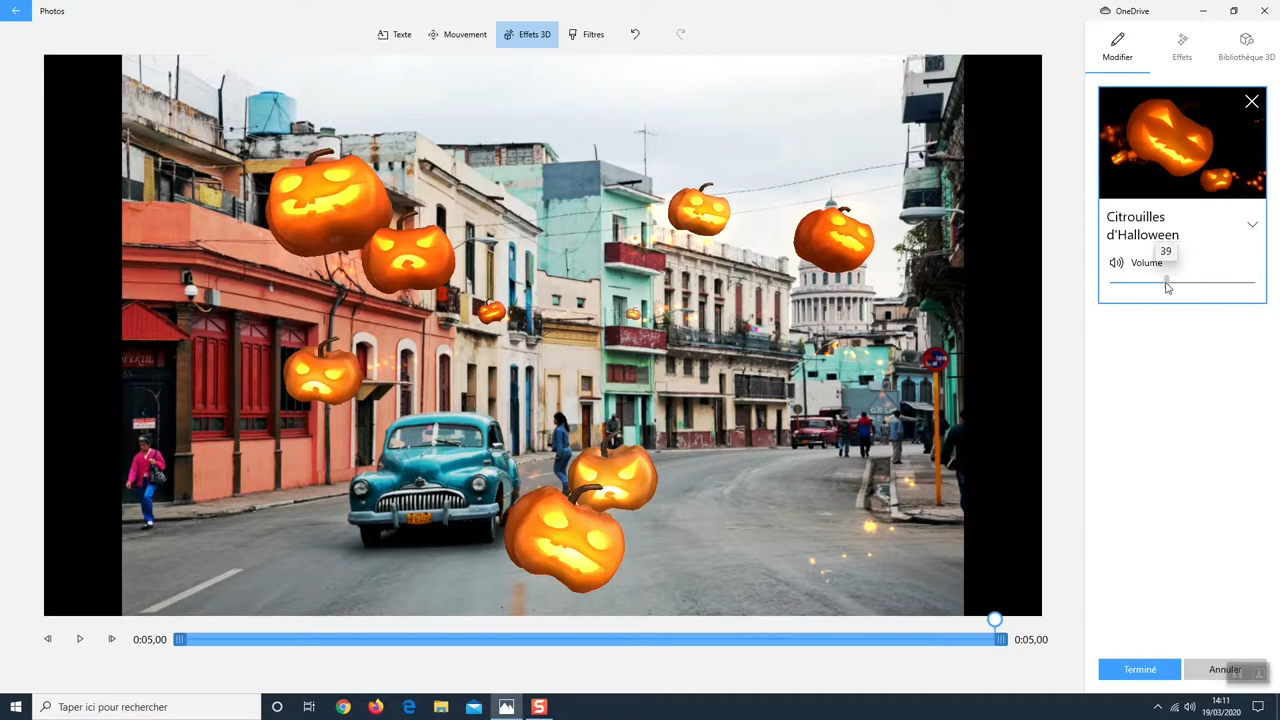 Photos
OneDrive
Texte
Mouvement
Effets 3D
Filtres
Modifier
Effets
Bibliothèque 3D
Citrouilles
d'Halloween
39
Volume
0:05,00
0:05,00
Terminé
Annuler
Taper ici pour rechercher
14:11
19/03/2020